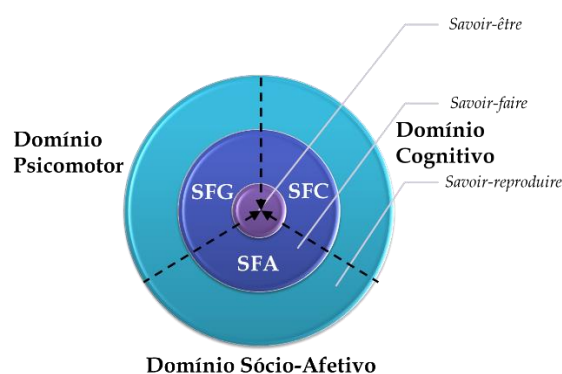 Savoir-être
Savoir-faire
Domínio
Psicomotor
Domínio
Cognitivo
Savoir-reproduire
SFG
SFC
SFA
Domínio Sócio-Afetivo